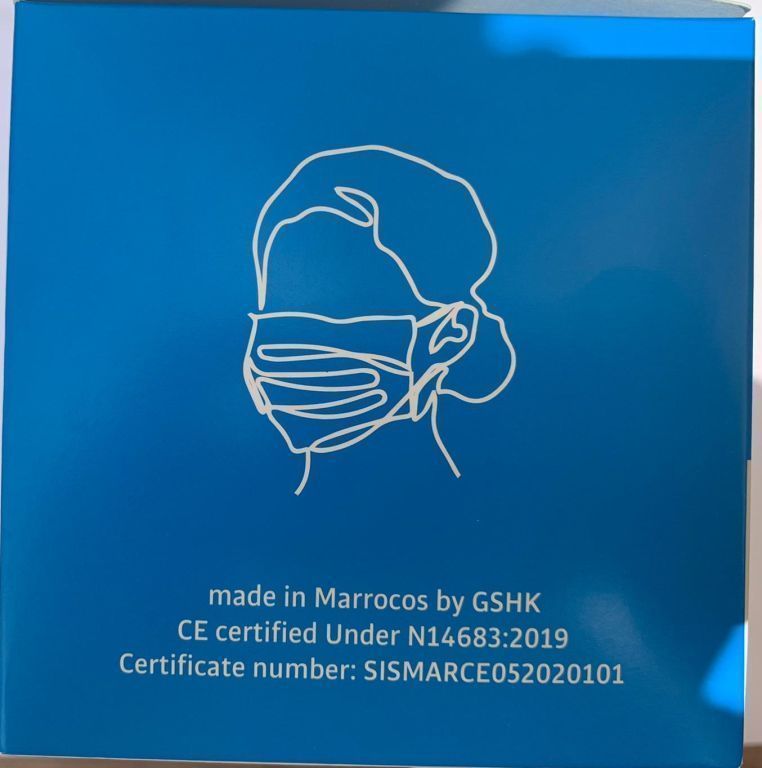 made in Marrocos by GSHK
CE certified Under N14683:2019
Certificate number: SISMARCE052020101